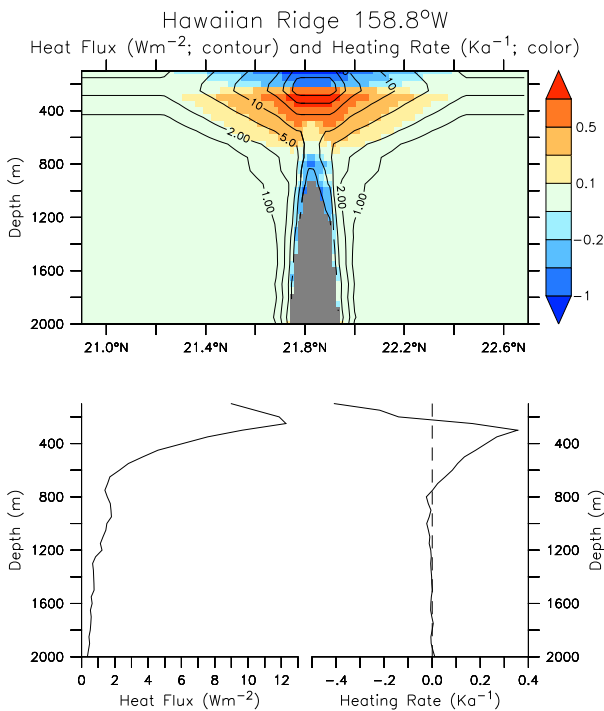 Hawaiian Ridge 158.8°W
Heat Flux (Wm⁻²; contour) and Heating Rate (Ka⁻¹; color)
400
800
1200
1600
2000
Depth (m)
10
10
2.00
5.0
1.00
2.00
1.00
21.0°N 21.4°N 21.8°N 22.2°N 22.6°N
0.5
0.1
-0.2
-1
400
800
1200
1600
2000
Depth (m)
0 2 4 6 8 10 12
Heat Flux (Wm⁻²)
-0.4 0.0 0.4
Heating Rate (Ka⁻¹)
400
800
1200
1600
2000
Depth (m)